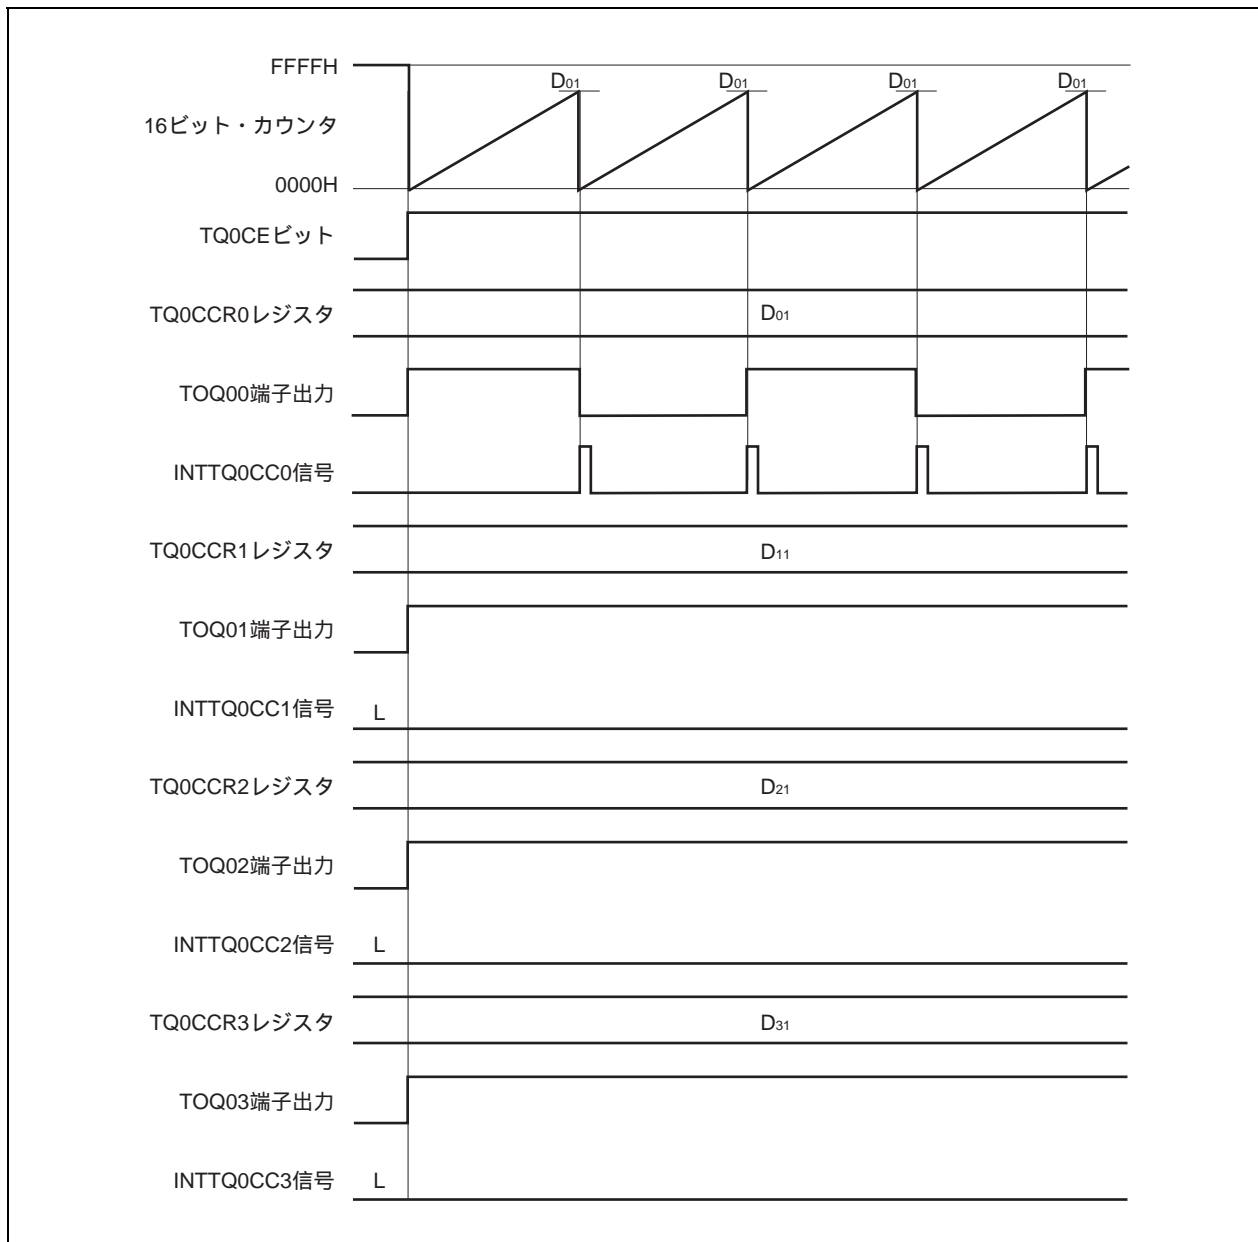 FFFFH
D01 D01 D01 D01
16ビット・カウンタ
0000H
TQ0CEビット
TQ0CCR0レジスタ D01
TOQ00端子出力
INTTQ0CC0信号
TQ0CCR1レジスタ D11
TOQ01端子出力
INTTQ0CC1信号 L
TQ0CCR2レジスタ D21
TOQ02端子出力
INTTQ0CC2信号 L
TQ0CCR3レジスタ D31
TOQ03端子出力
INTTQ0CC3信号 L